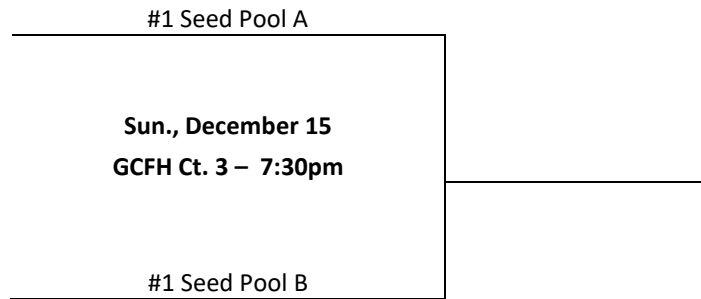 #1 Seed Pool A
Sun., December 15
GCFH Ct. 3 – 7:30pm
#1 Seed Pool B